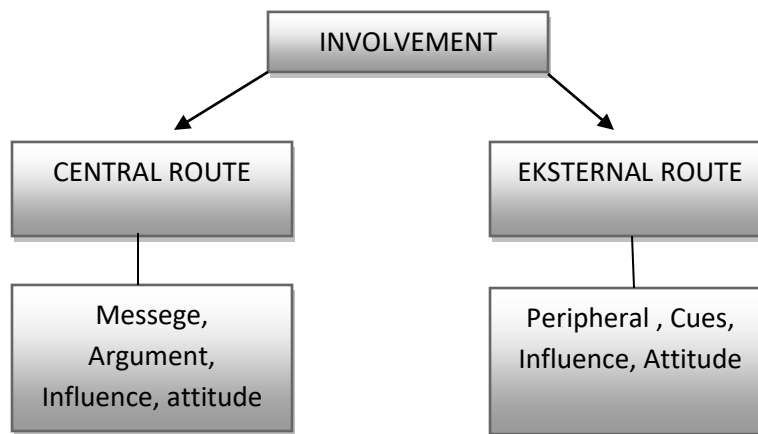 INVOLVEMENT
CENTRAL ROUTE
EKSTERNAL ROUTE
Messege,
Argument,
Influence, attitude
Peripheral , Cues,
Influence, Attitude